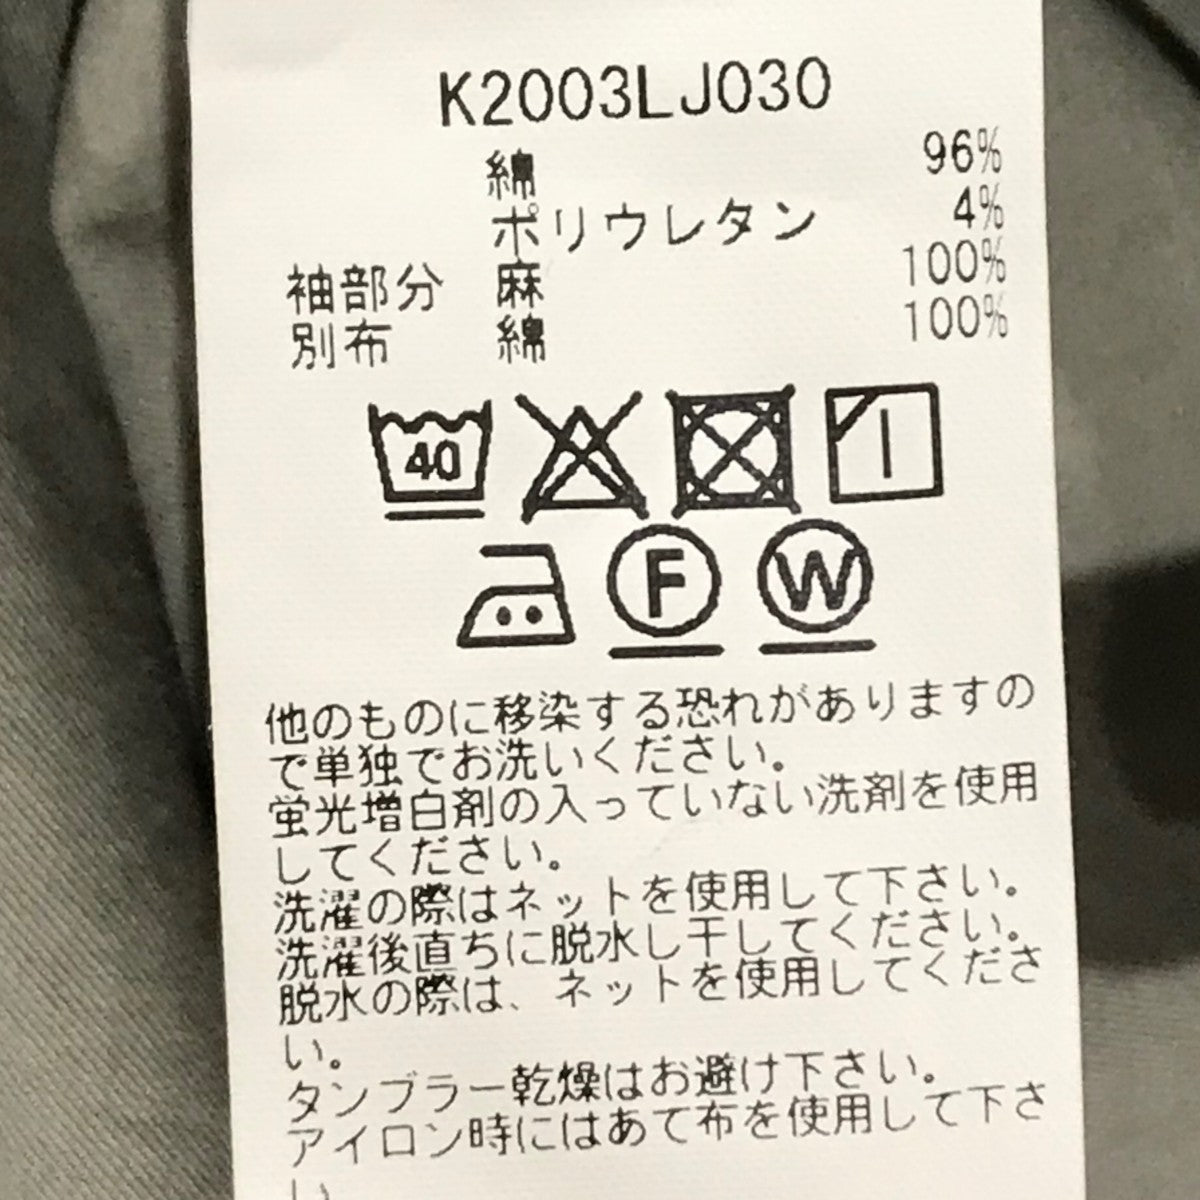 K2003LJ030
綿 96%
ポリウレタン 4%
袖部分 麻 100%
別布 綿 100%
40
F W
他のものに移染する恐れがありますの
で単独でお洗いください。
蛍光増白剤の入っていない洗剤を使用
してください。
洗濯の際はネットを使用して下さい。
洗濯後直ちに脱水し干してください。
脱水の際は、ネットを使用してくださ
い。
タンブラー乾燥はお避け下さい。
アイロン時にはあて布を使用して下さ
い